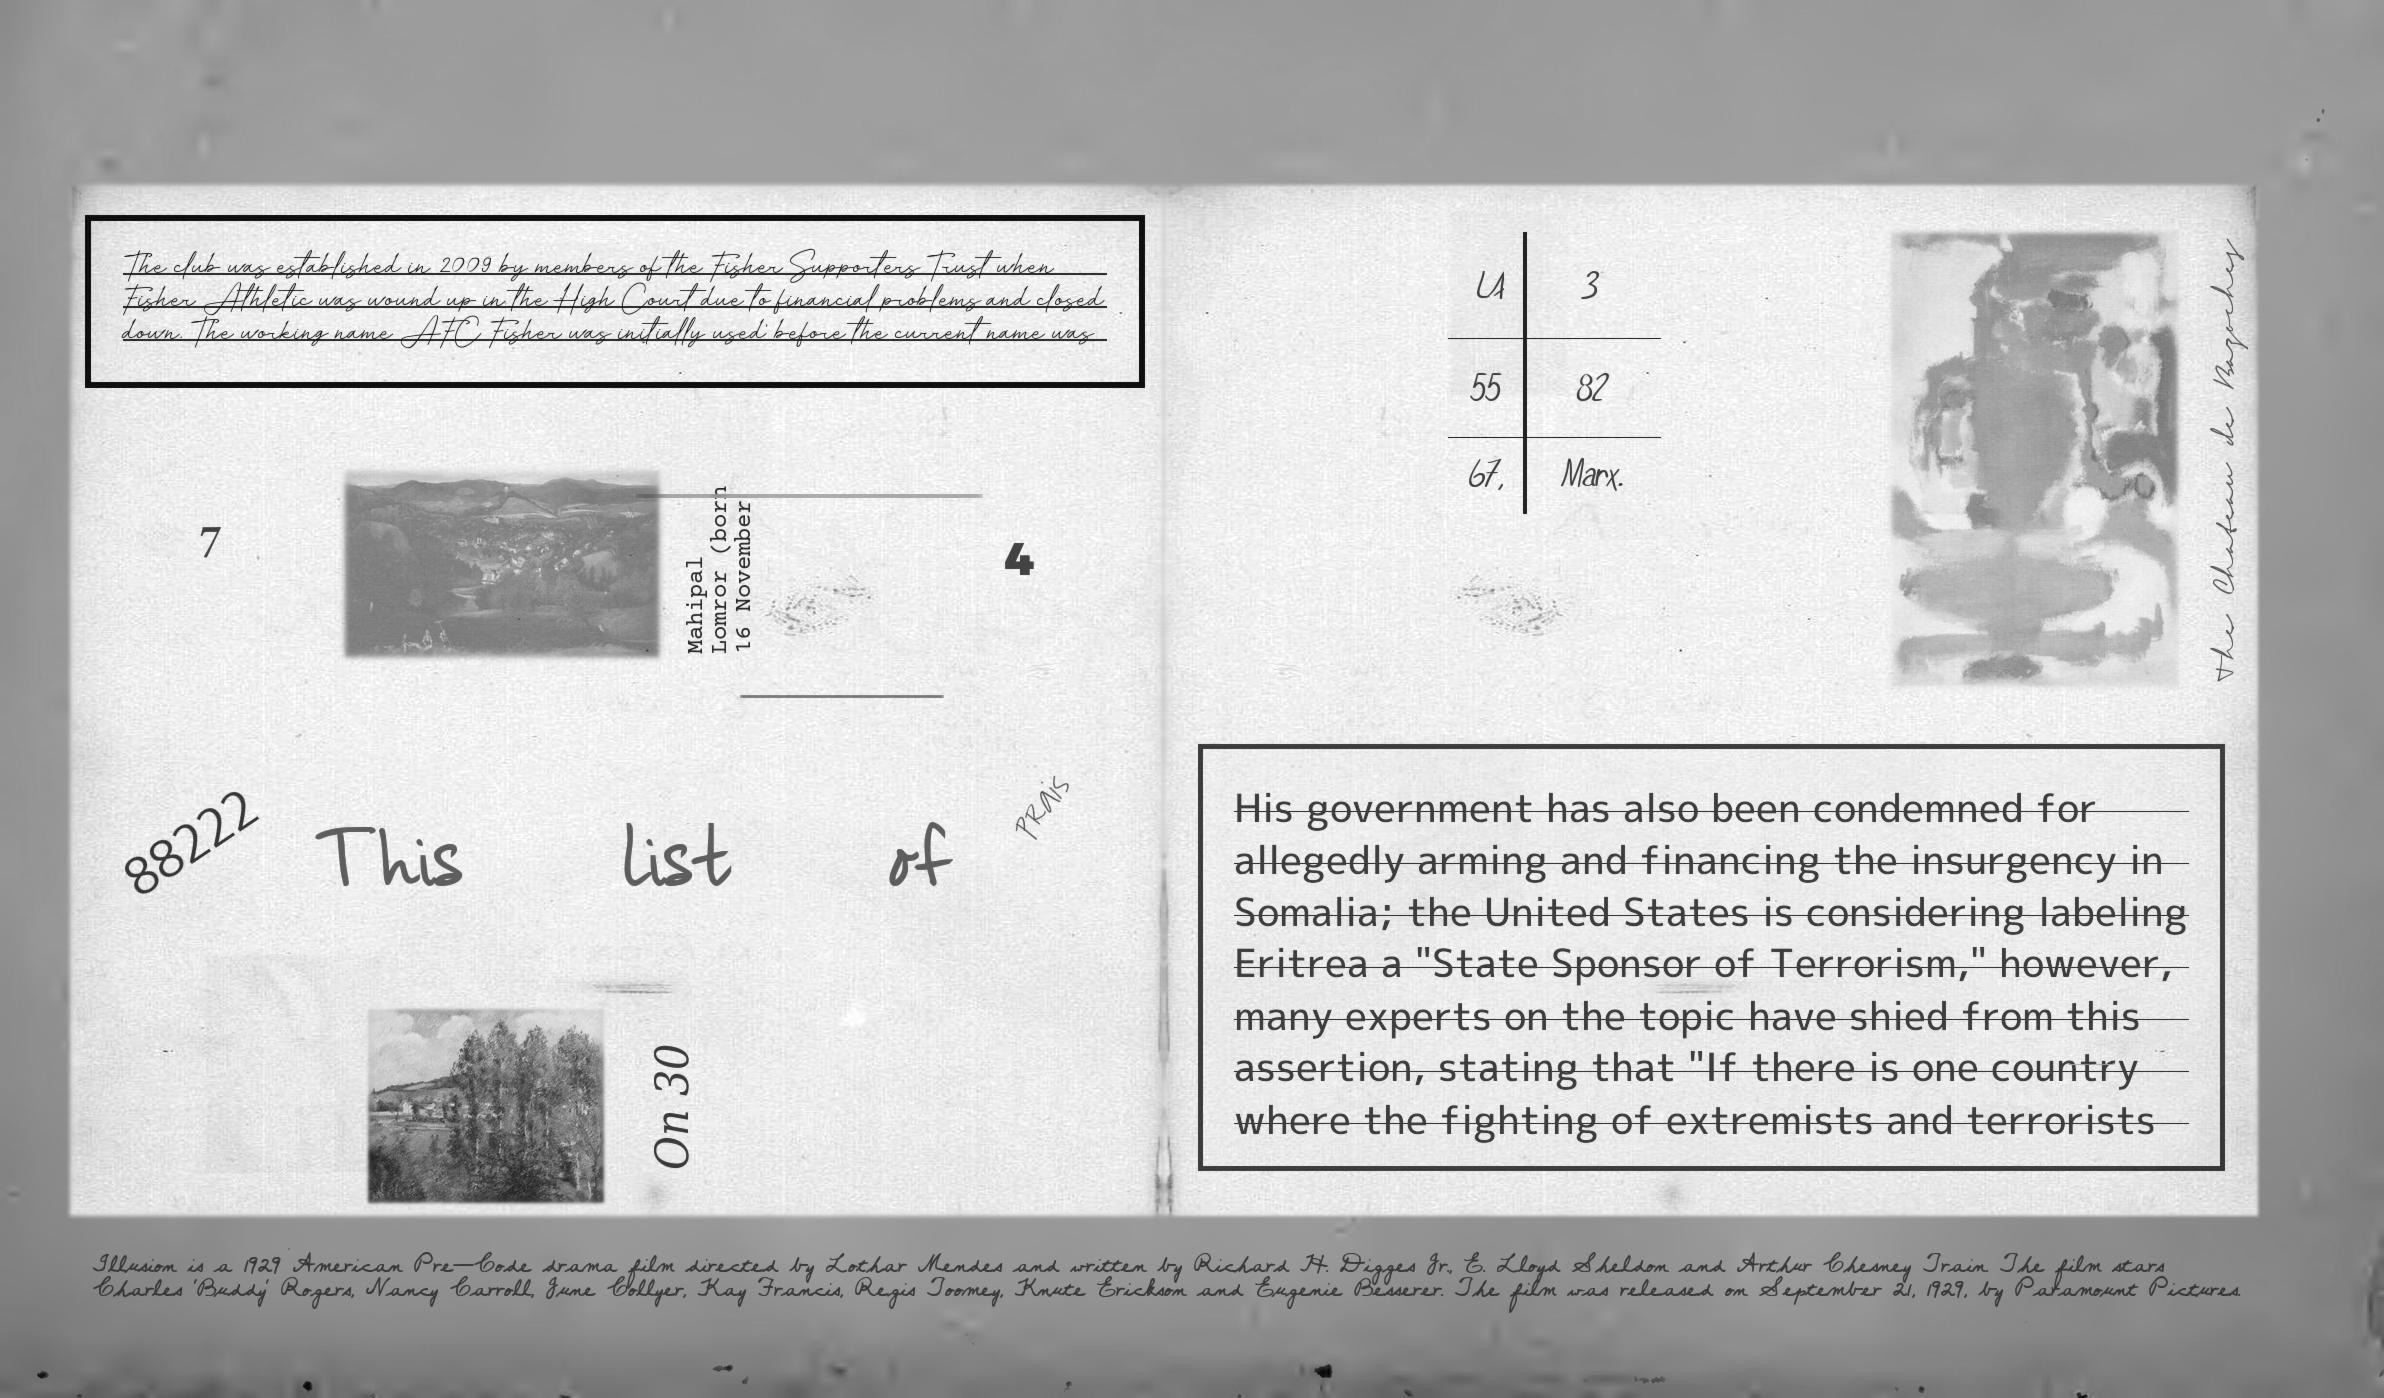 The club was established in 2009 by members of the Fisher Supporters Trust when
Fisher Athletic was wound up in the High Court due to financial problems and closed
down. The working name AFC Fisher was initially used before the current name was
7
Mahipal
Lomror (born
16 November
4
88222
This list of
PRAIS
On 30
LA 3
55 82
67, Marx.
the Chateau de Bazoches
His government has also been condemned for
allegedly arming and financing the insurgency in
Somalia; the United States is considering labeling
Eritrea a "State Sponsor of Terrorism," however,
many experts on the topic have shied from this
assertion, stating that "If there is one country
where the fighting of extremists and terrorists
Illusion is a 1929 American Pre-Code drama film directed by Lothar Mendes and written by Richard H. Digges Jr., E. Lloyd Sheldon and Arthur Chesney Train The film stars
Charles 'Buddy' Rogers, Nancy Carroll, June Collyer, Kay Francis, Regis Toomey, Knute Erickson and Eugenie Besserer. The film was released on September 21, 1929, by Paramount Pictures.